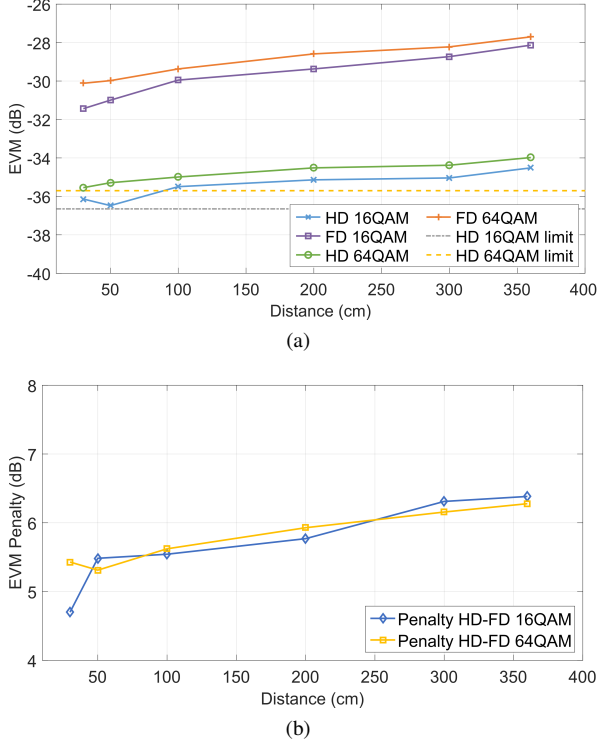 -26
-28
-30
-32
-34
-36
-38
-40
EVM (dB)
HD 16QAM
FD 16QAM
HD 64QAM
FD 64QAM
HD 16QAM limit
HD 64QAM limit
50 100 150 200 250 300 350 400
Distance (cm)
(a)
8
7
6
5
4
EVM Penalty (dB)
Penalty HD-FD 16QAM
Penalty HD-FD 64QAM
50 100 150 200 250 300 350 400
Distance (cm)
(b)